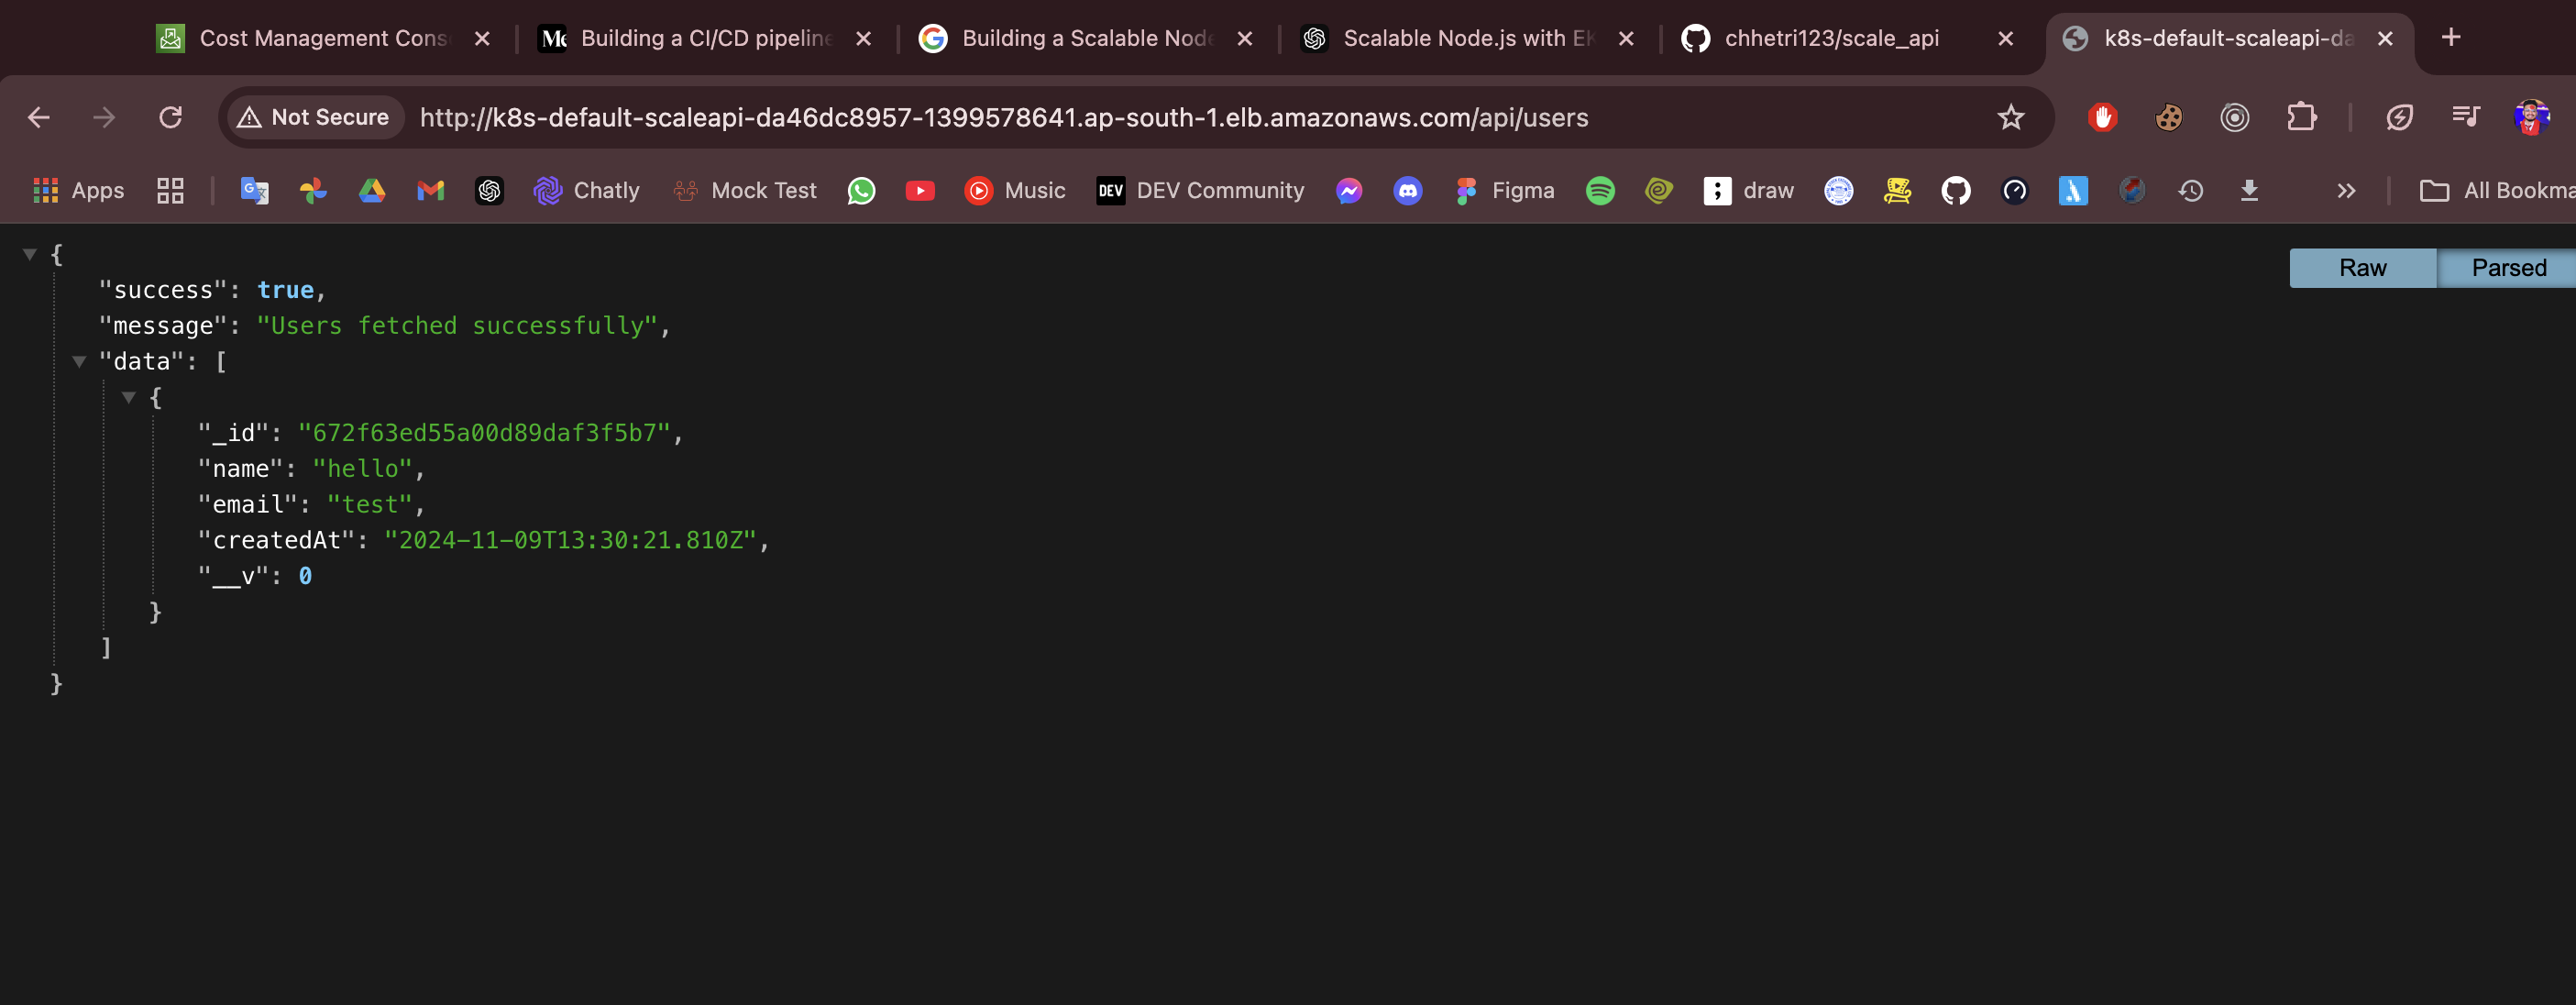 Cost Management Cons
Building a CI/CD pipeline
Building a Scalable Node
Scalable Node.js with EK
chhetri123/scale_api
k8s-default-scaleapi-da
Not Secure http://k8s-default-scaleapi-da46dc8957-1399578641.ap-south-1.elb.amazonaws.com/api/users
Apps Chatly Mock Test Music DEV DEV Community Figma draw All Bookma
Raw Parsed
{
"success": true,
"message": "Users fetched successfully",
"data": [
{
"_id": "672f63ed55a00d89daf3f5b7",
"name": "hello",
"email": "test",
"createdAt": "2024-11-09T13:30:21.810Z",
"__v": 0
}
]
}